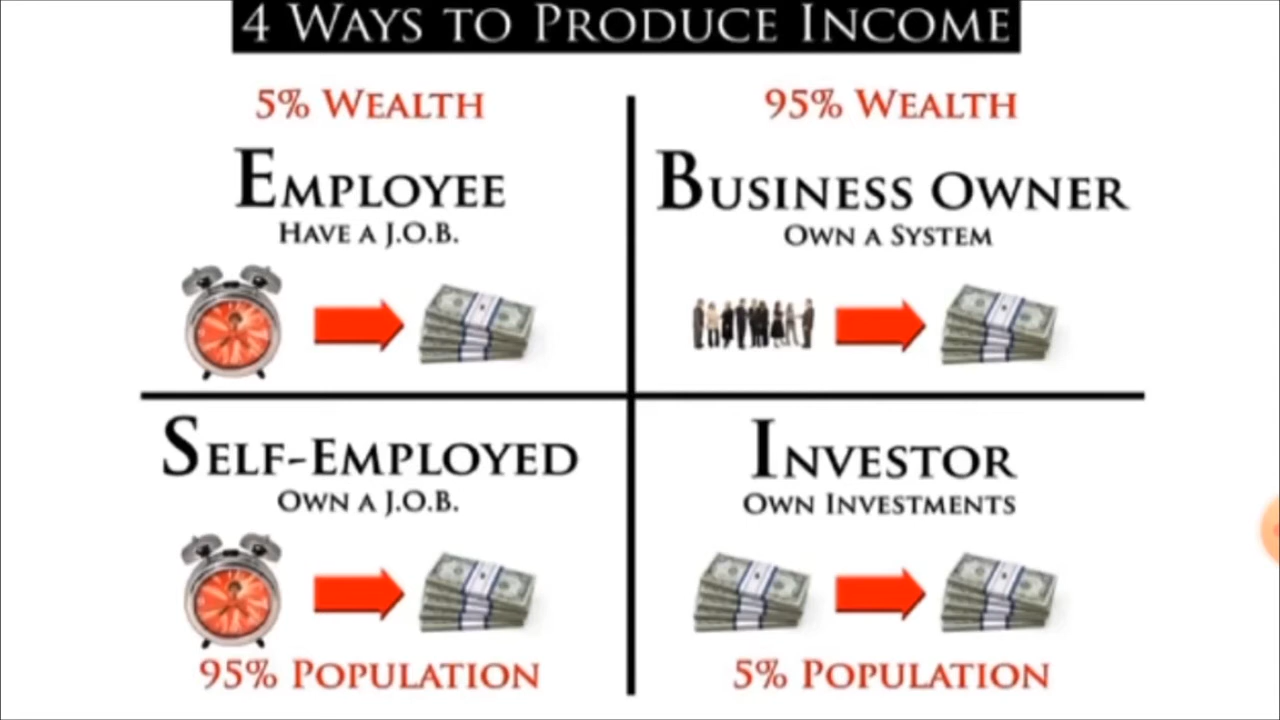 4 Ways to Produce Income
5% Wealth
Employee
Have a J.O.B.
95% Wealth
Business Owner
Own a System
Self-Employed
Own a J.O.B.
95% Population
Investor
Own Investments
5% Population